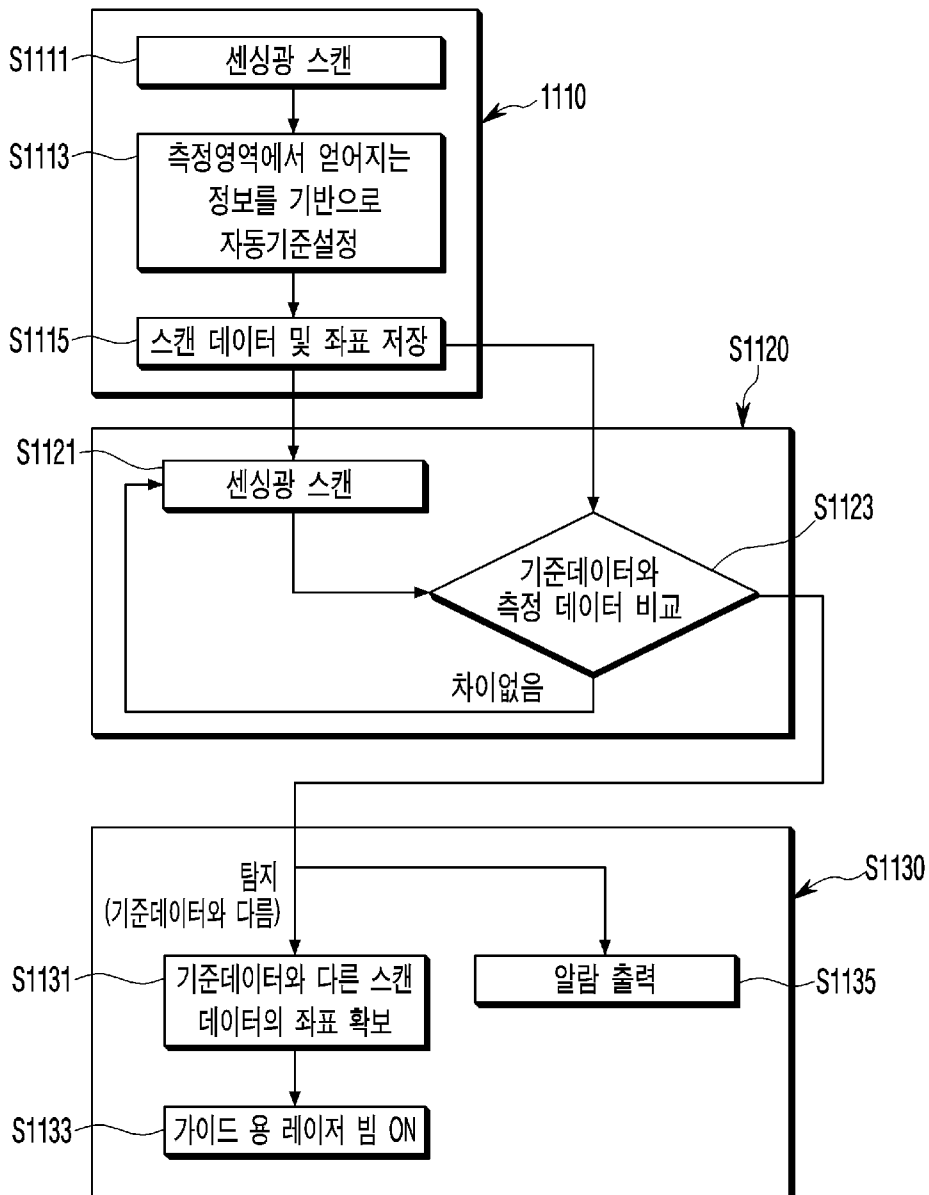 S1111
센싱광 스캔
1110
S1113
측정영역에서 얻어지는
정보를 기반으로
자동기준설정
S1115
스캔 데이터 및 좌표 저장
S1120
S1121
센싱광 스캔
S1123
기준데이터와
측정 데이터 비교
차이없음
탐지
(기준데이터와 다름)
S1130
S1131
기준데이터와 다른 스캔
데이터의 좌표 확보
알람 출력
S1135
S1133
가이드 용 레이저 빔 ON